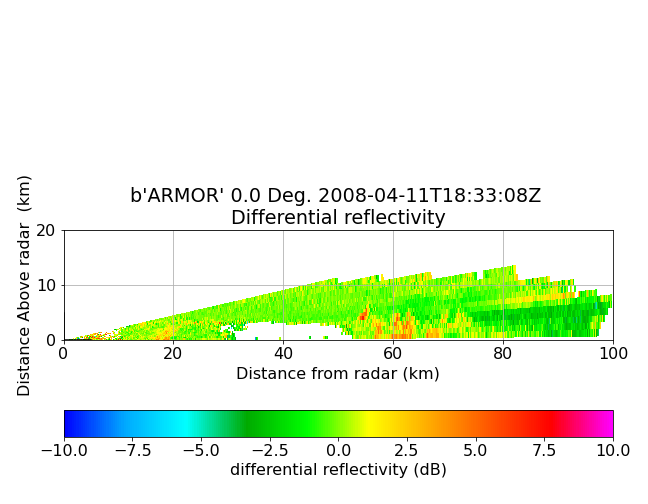 b'ARMOR' 0.0 Deg. 2008-04-11T18:33:08Z
Differential reflectivity
Distance Above radar (km)
20
10
0
0 20 40 60 80 100
Distance from radar (km)
−10.0 −7.5 −5.0 −2.5 0.0 2.5 5.0 7.5 10.0
differential reflectivity (dB)